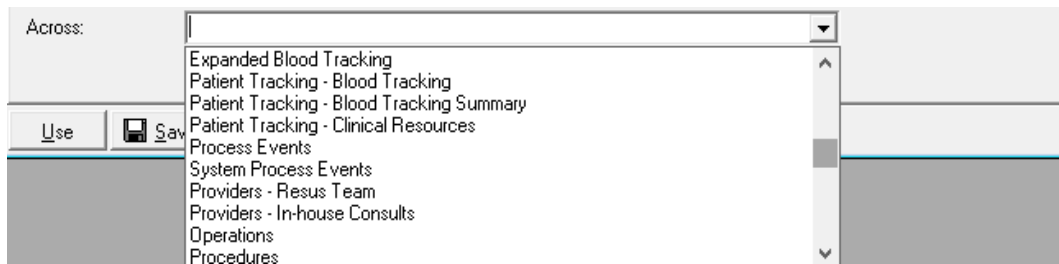 Across:
Expanded Blood Tracking
Patient Tracking - Blood Tracking
Patient Tracking - Blood Tracking Summary
Patient Tracking - Clinical Resources
Process Events
System Process Events
Providers - Resus Team
Providers - In-house Consults
Operations
Procedures
Use
Sav